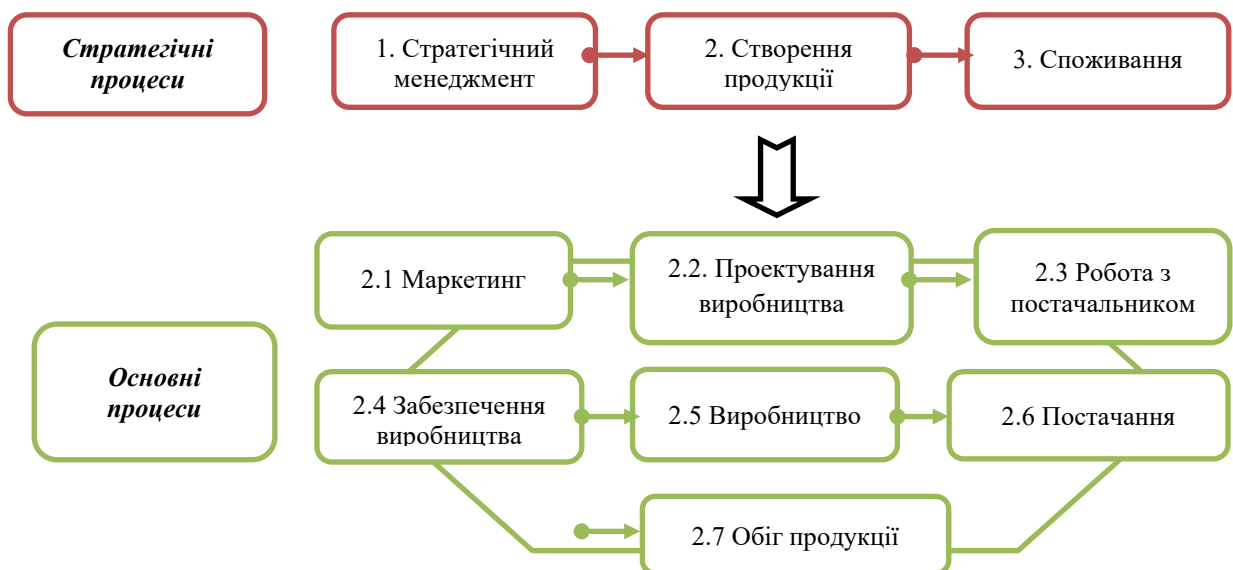 Стратегічні
процеси
1. Стратегічний
менеджмент
2. Створення
продукції
3. Споживання
2.1 Маркетинг
2.2. Проектування
виробництва
2.3 Робота з
постачальником
Основні
процеси
2.4 Забезпечення
виробництва
2.5 Виробництво
2.6 Постачання
2.7 Обіг продукції